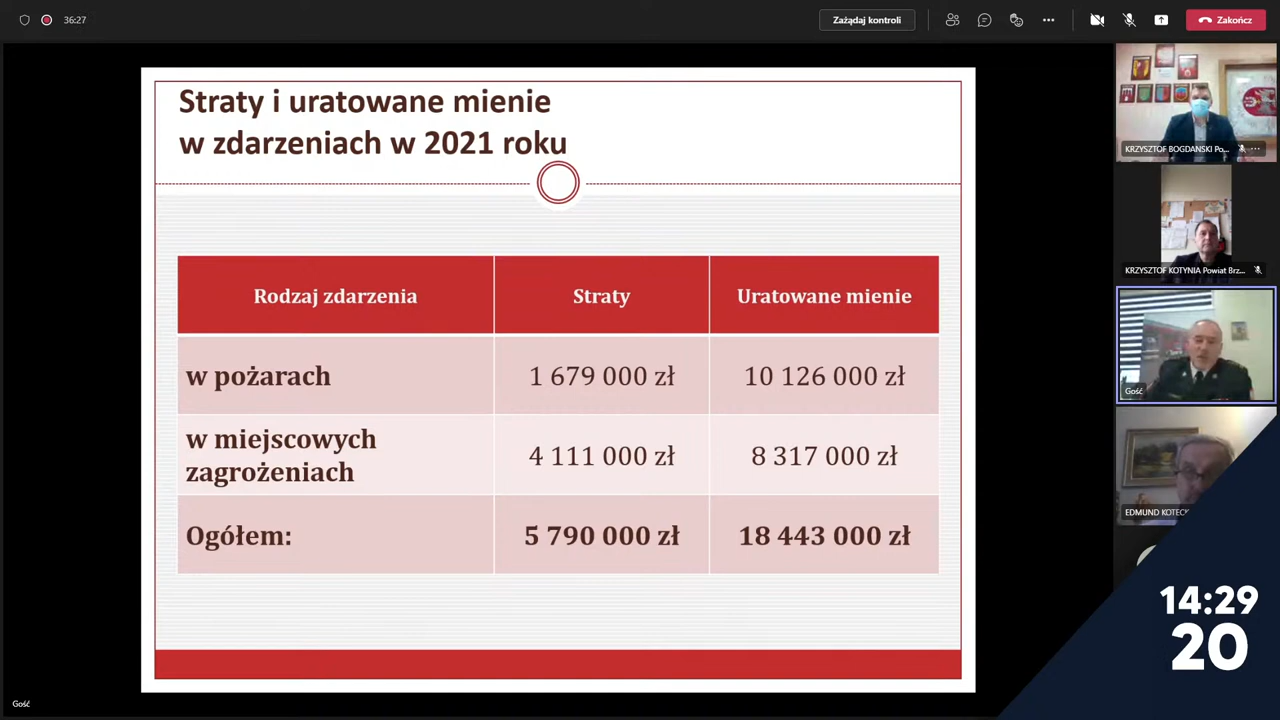 36:27
Zażądaj kontroli
Zakończ
Straty i uratowane mienie
w zdarzeniach w 2021 roku
Rodzaj zdarzenia
Straty
Uratowane mienie
w pożarach
1 679 000 zł
10 126 000 zł
w miejscowych
zagrożeniach
4 111 000 zł
8 317 000 zł
Ogółem:
5 790 000 zł
18 443 000 zł
KRZYSZTOF BOGDAŃSKI Po...
KRZYSZTOF KOTYNIA Powiat Brz...
Gość
EDMUND KOTECK
14:29
20
Gość